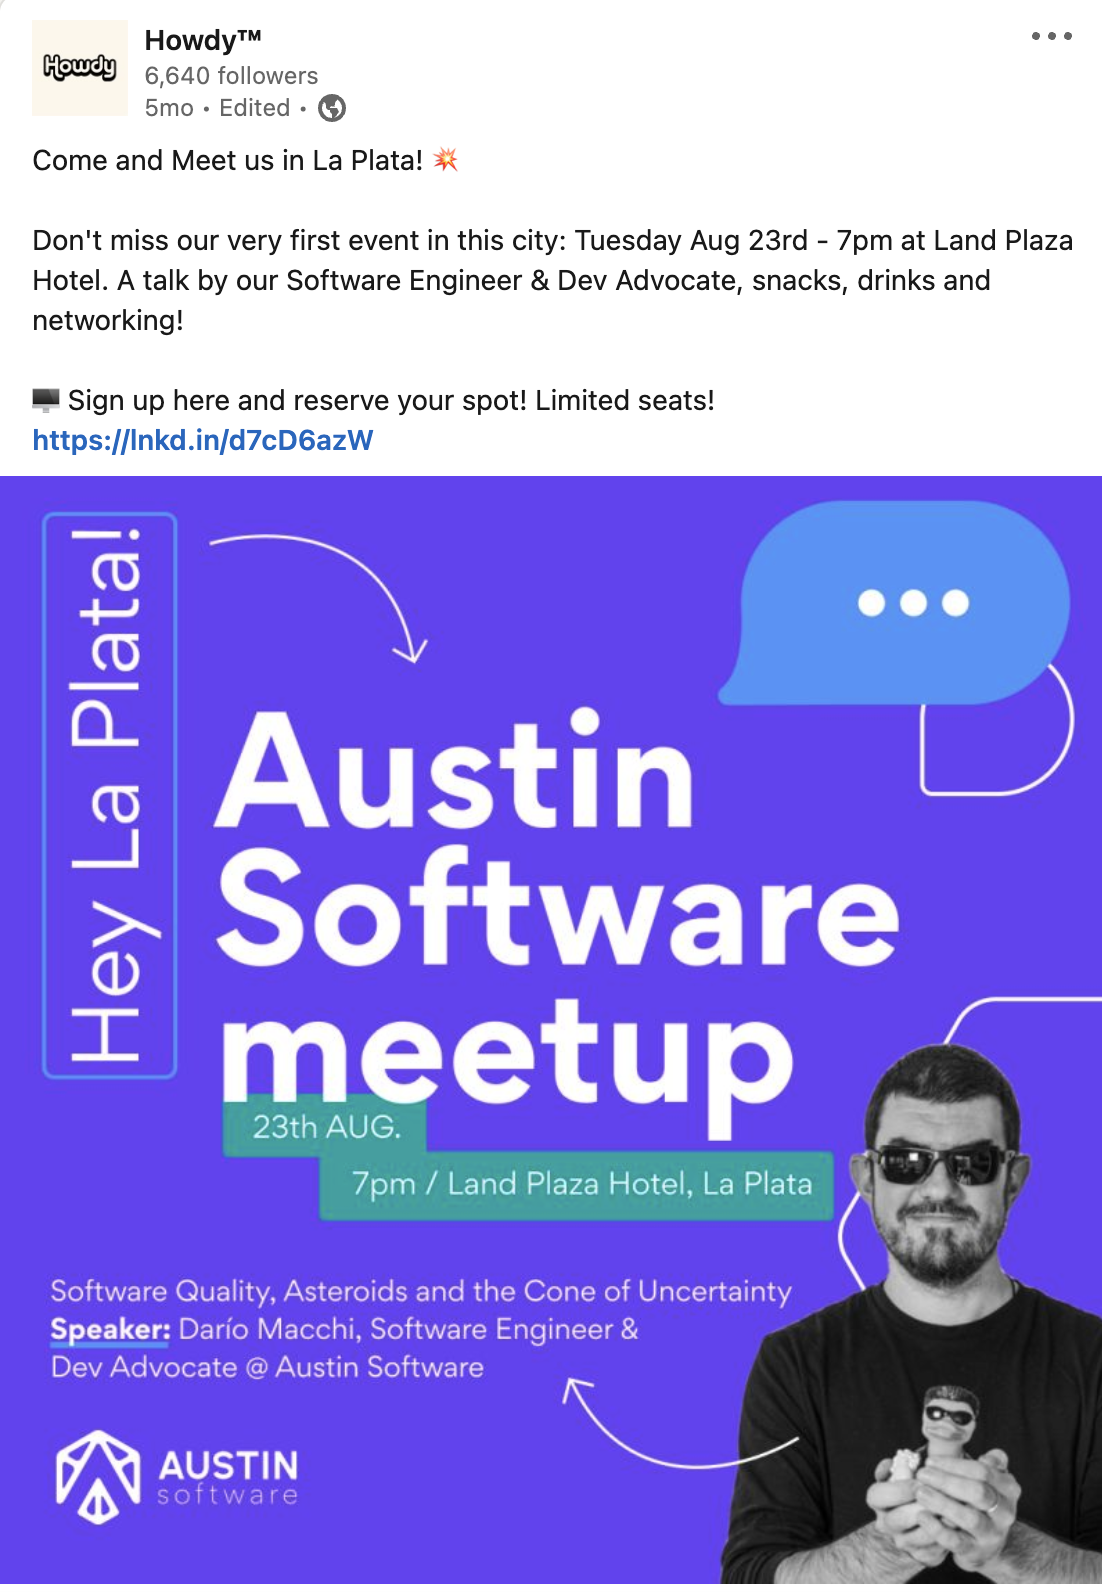 Howdy
Howdy™
6,640 followers
5mo • Edited •
Come and Meet us in La Plata! 💥
Don't miss our very first event in this city: Tuesday Aug 23rd - 7pm at Land Plaza
Hotel. A talk by our Software Engineer & Dev Advocate, snacks, drinks and
networking!
🖥️ Sign up here and reserve your spot! Limited seats!
https://lnkd.in/d7cD6azW
Hey La Plata!
Austin
Software
meetup
23th AUG.
7pm / Land Plaza Hotel, La Plata
Software Quality, Asteroids and the Cone of Uncertainty
Speaker: Darío Macchi, Software Engineer &
Dev Advocate @ Austin Software
AUSTIN
software